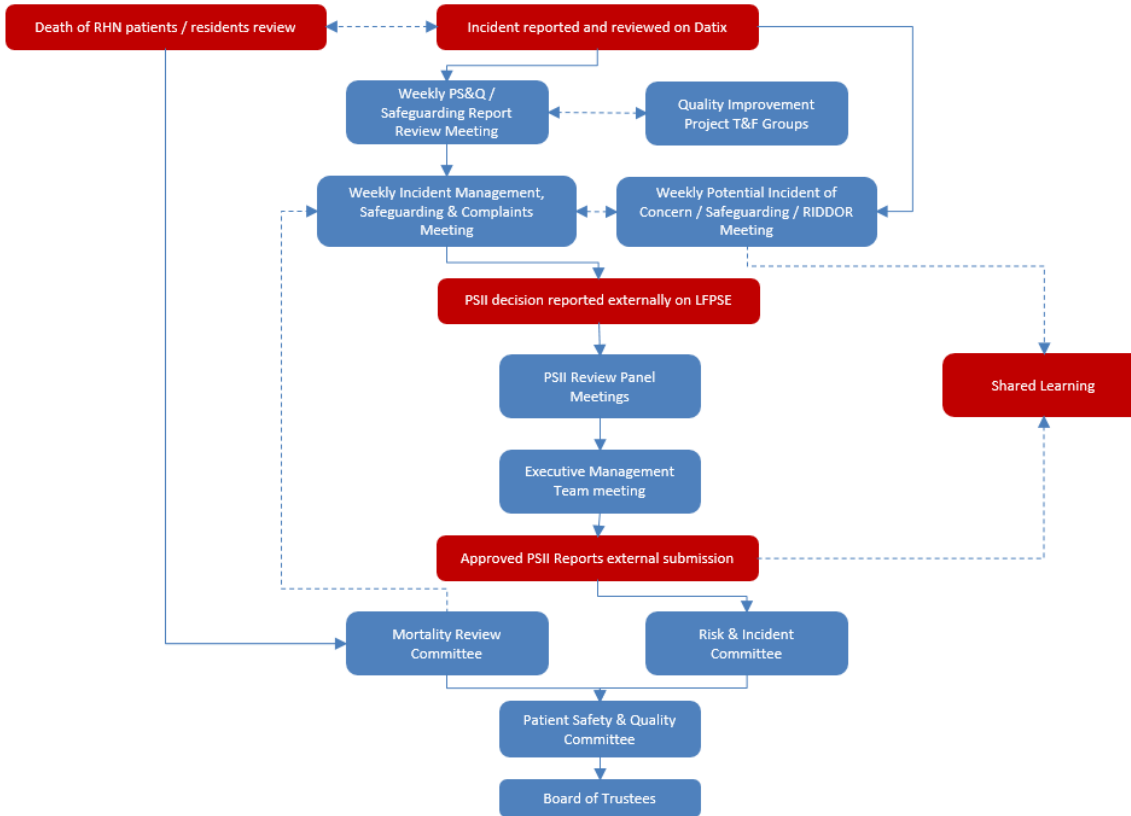 Death of RHN patients / residents review
Incident reported and reviewed on Datix
Weekly PS&Q /
Safeguarding Report
Review Meeting
Quality Improvement
Project T&F Groups
Weekly Incident Management,
Safeguarding & Complaints
Meeting
Weekly Potential Incident of
Concern / Safeguarding / RIDDOR
Meeting
PSII decision reported externally on LFPSE
PSII Review Panel
Meetings
Shared Learning
Executive Management
Team meeting
Approved PSII Reports external submission
Mortality Review
Committee
Risk & Incident
Committee
Patient Safety & Quality
Committee
Board of Trustees